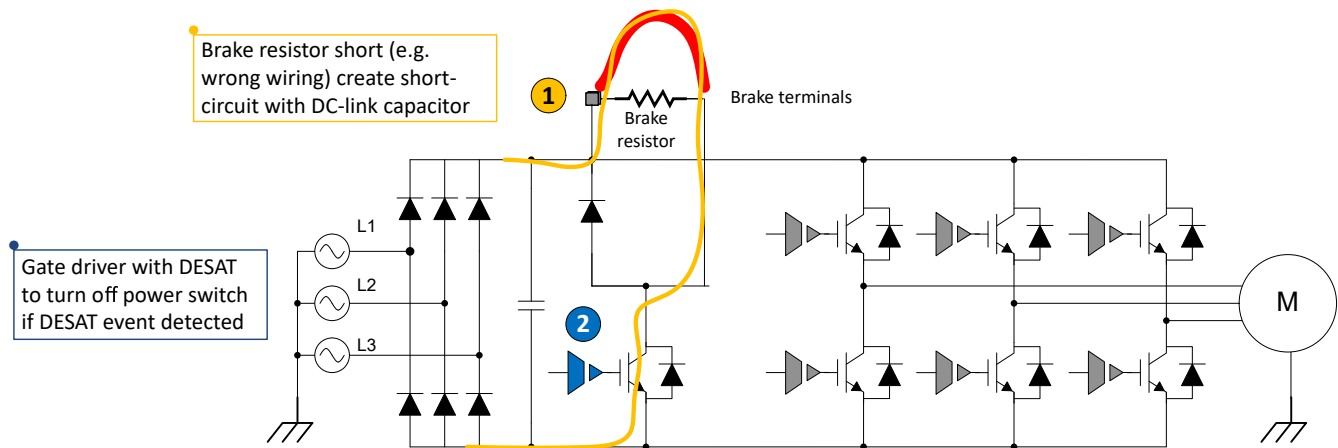 Brake resistor short (e.g.
wrong wiring) create short-
circuit with DC-link capacitor
1
Brake terminals
Brake
resistor
L1
Gate driver with DESAT
to turn off power switch
if DESAT event detected
L2
2
M
L3